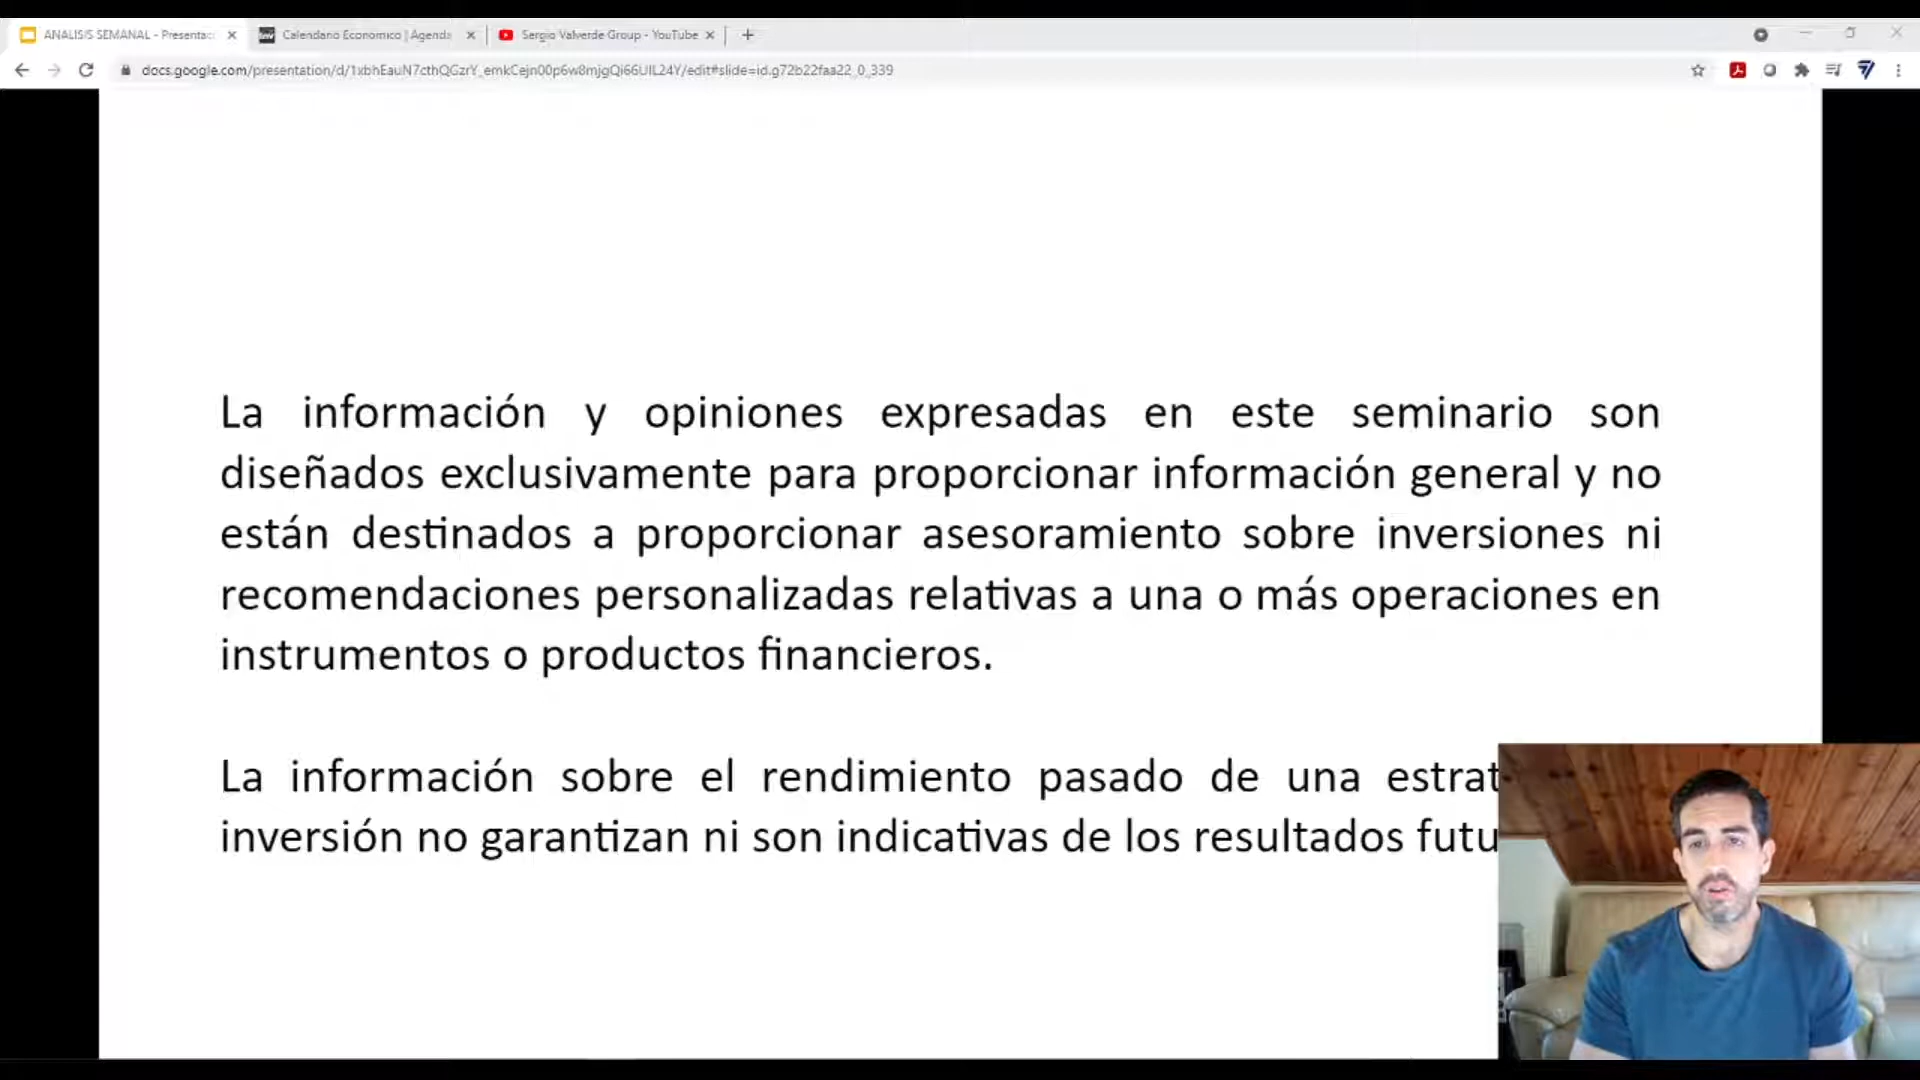 ANALISIS SEMANAL - Presentac
Calendario Economico | Agenda
Sergio Valverde Group - YouTube
docs.google.com/presentation/d/1xbhEauN7cthQGzrY_emkCejn00p6w8mjgQi66UIL24Y/edit#slide=id.g72b22faa22_0_339
La información y opiniones expresadas en este seminario son
diseñados exclusivamente para proporcionar información general y no
están destinados a proporcionar asesoramiento sobre inversiones ni
recomendaciones personalizadas relativas a una o más operaciones en
instrumentos o productos financieros.
La información sobre el rendimiento pasado de una estrat
inversión no garantizan ni son indicativas de los resultados futu